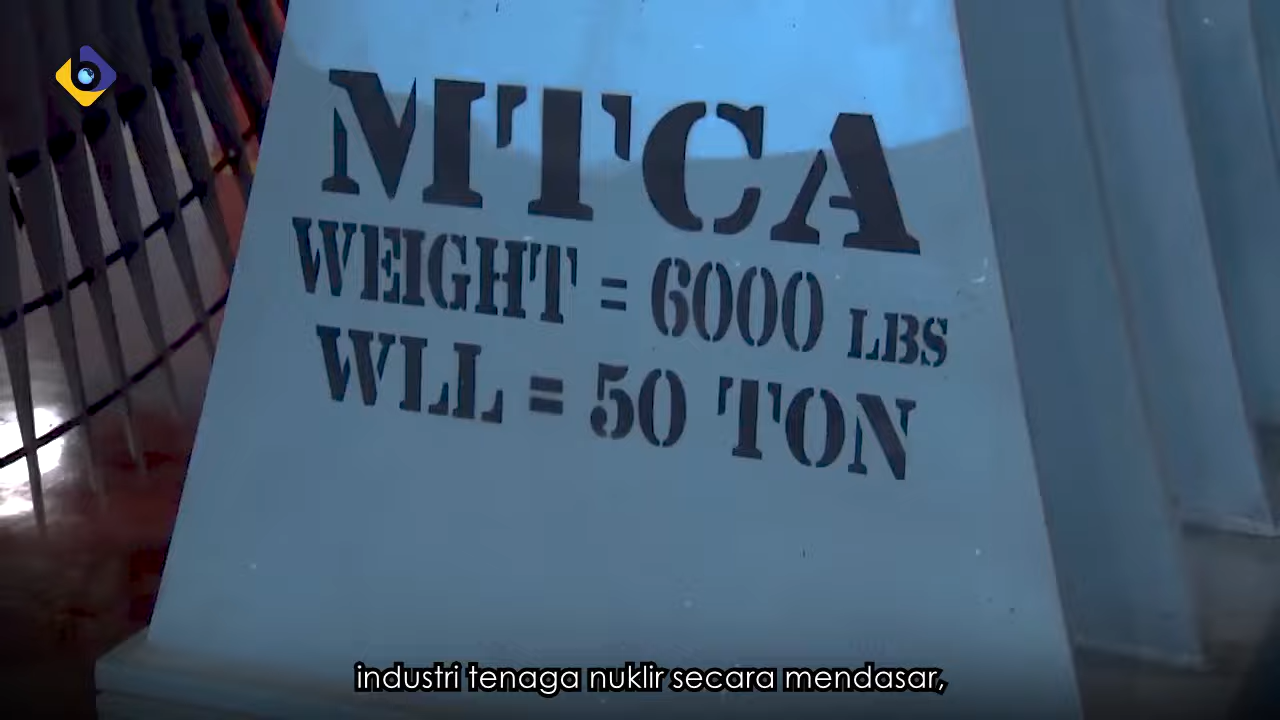 MTCA
WEIGHT = 6000 LBS
WLL = 50 TON
industri tenaga nuklir secara mendasar,